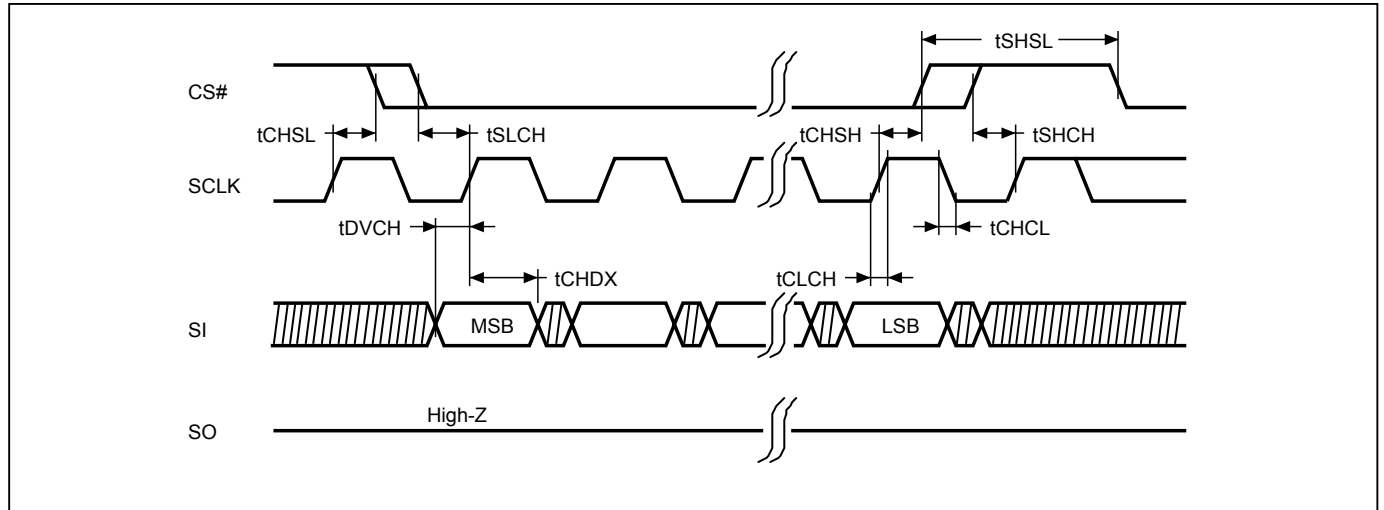 tSHSL
CS#
tCHSL
tSLCH
tCHSH
tSHCH
SCLK
tDVCH
tCHCL
tCHDX
tCLCH
SI
MSB
LSB
High-Z
SO